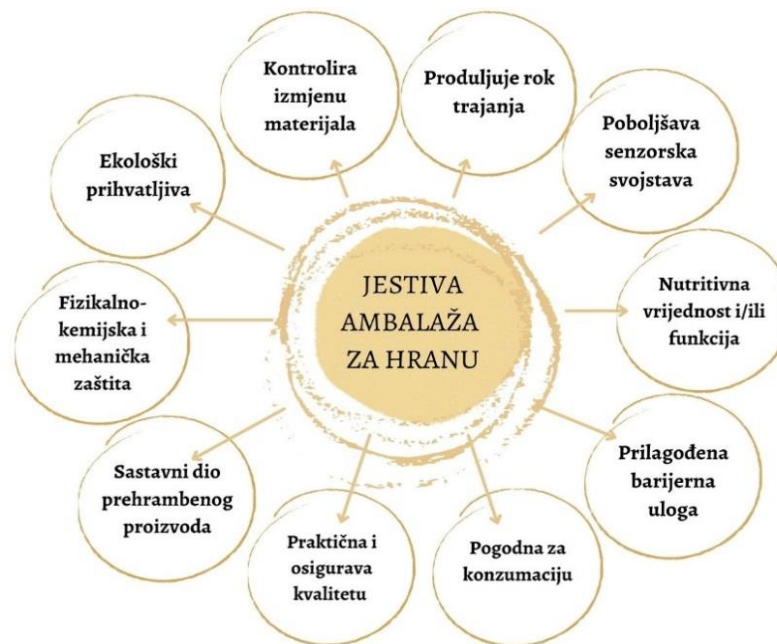 Kontrolira
izmjenu
materijala
Produljuje rok
trajanja
Poboljšava
senzorska
svojstava
Ekološki
prihvatljiva
JESTIVA
AMBALAŽA
ZA HRANU
Nutritivna
vrijednost i/ili
funkcija
Fizikalno-
kemijska i
mehanička
zaštita
Prilagođena
barijerna
uloga
Sastavni dio
prehrambenog
proizvoda
Praktična i
osigurava
kvalitetu
Pogodna za
konzumaciju